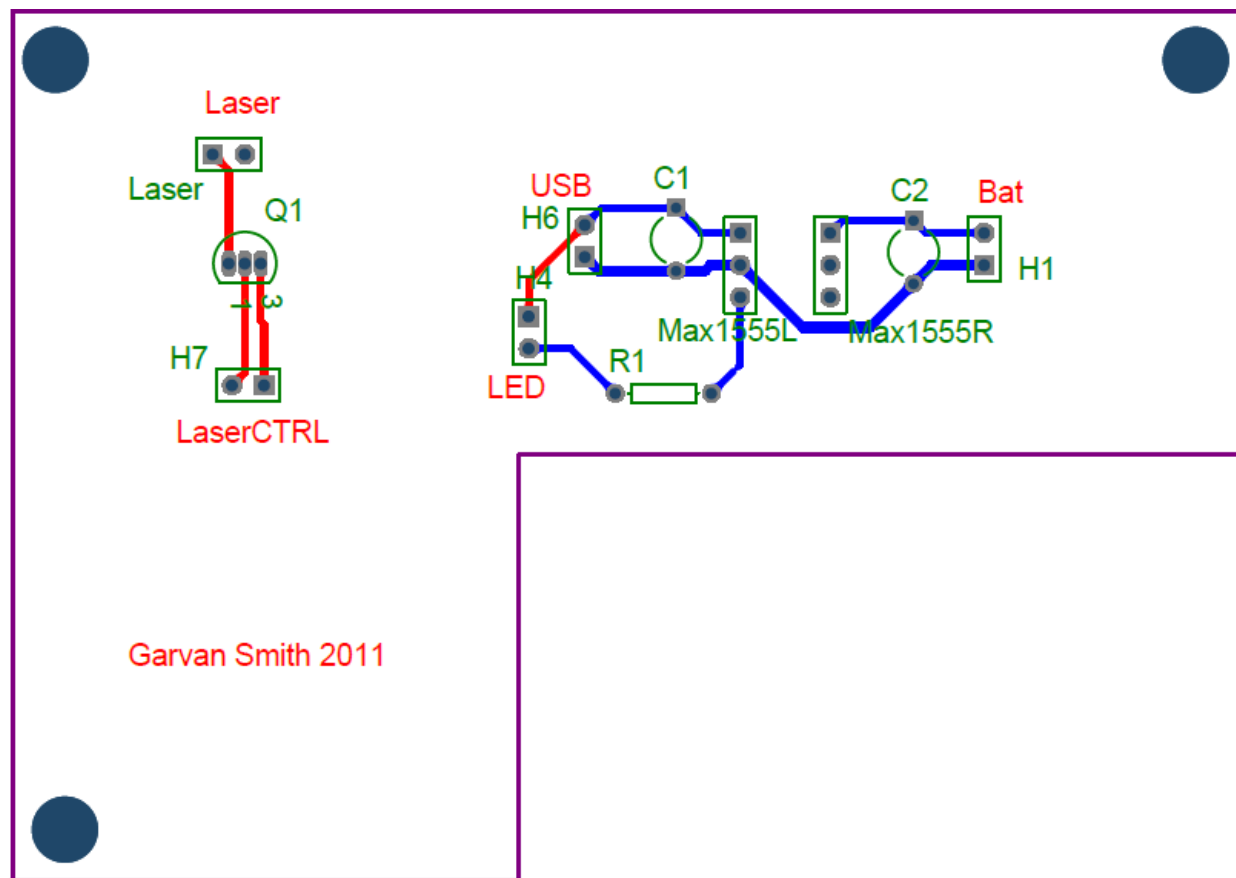 Laser
Laser
Q1
1
3
H7
LaserCTRL
USB
C1
H6
H4
LED
R1
Max1555L
C2
Bat
H1
Max1555R
Garvan Smith 2011